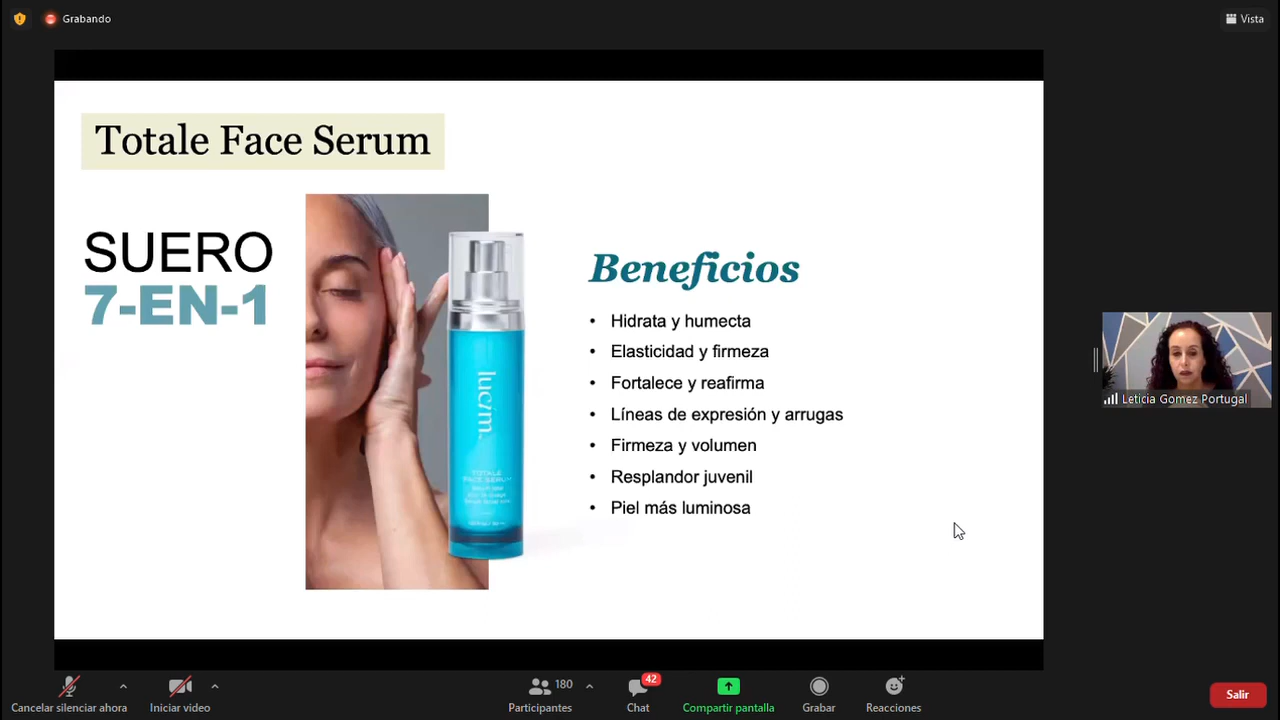 Grabando
Vista
Totale Face Serum
SUERO
7-EN-1
Beneficios
• Hidrata y humecta
• Elasticidad y firmeza
• Fortalece y reafirma
• Líneas de expresión y arrugas
• Firmeza y volumen
• Resplandor juvenil
• Piel más luminosa
lucim
TOTALE
FACE SERUM
Leticia Gomez Portugal
Cancelar silenciar ahora
Iniciar video
180
Participantes
42
Chat
Compartir pantalla
Grabar
Reacciones
Salir